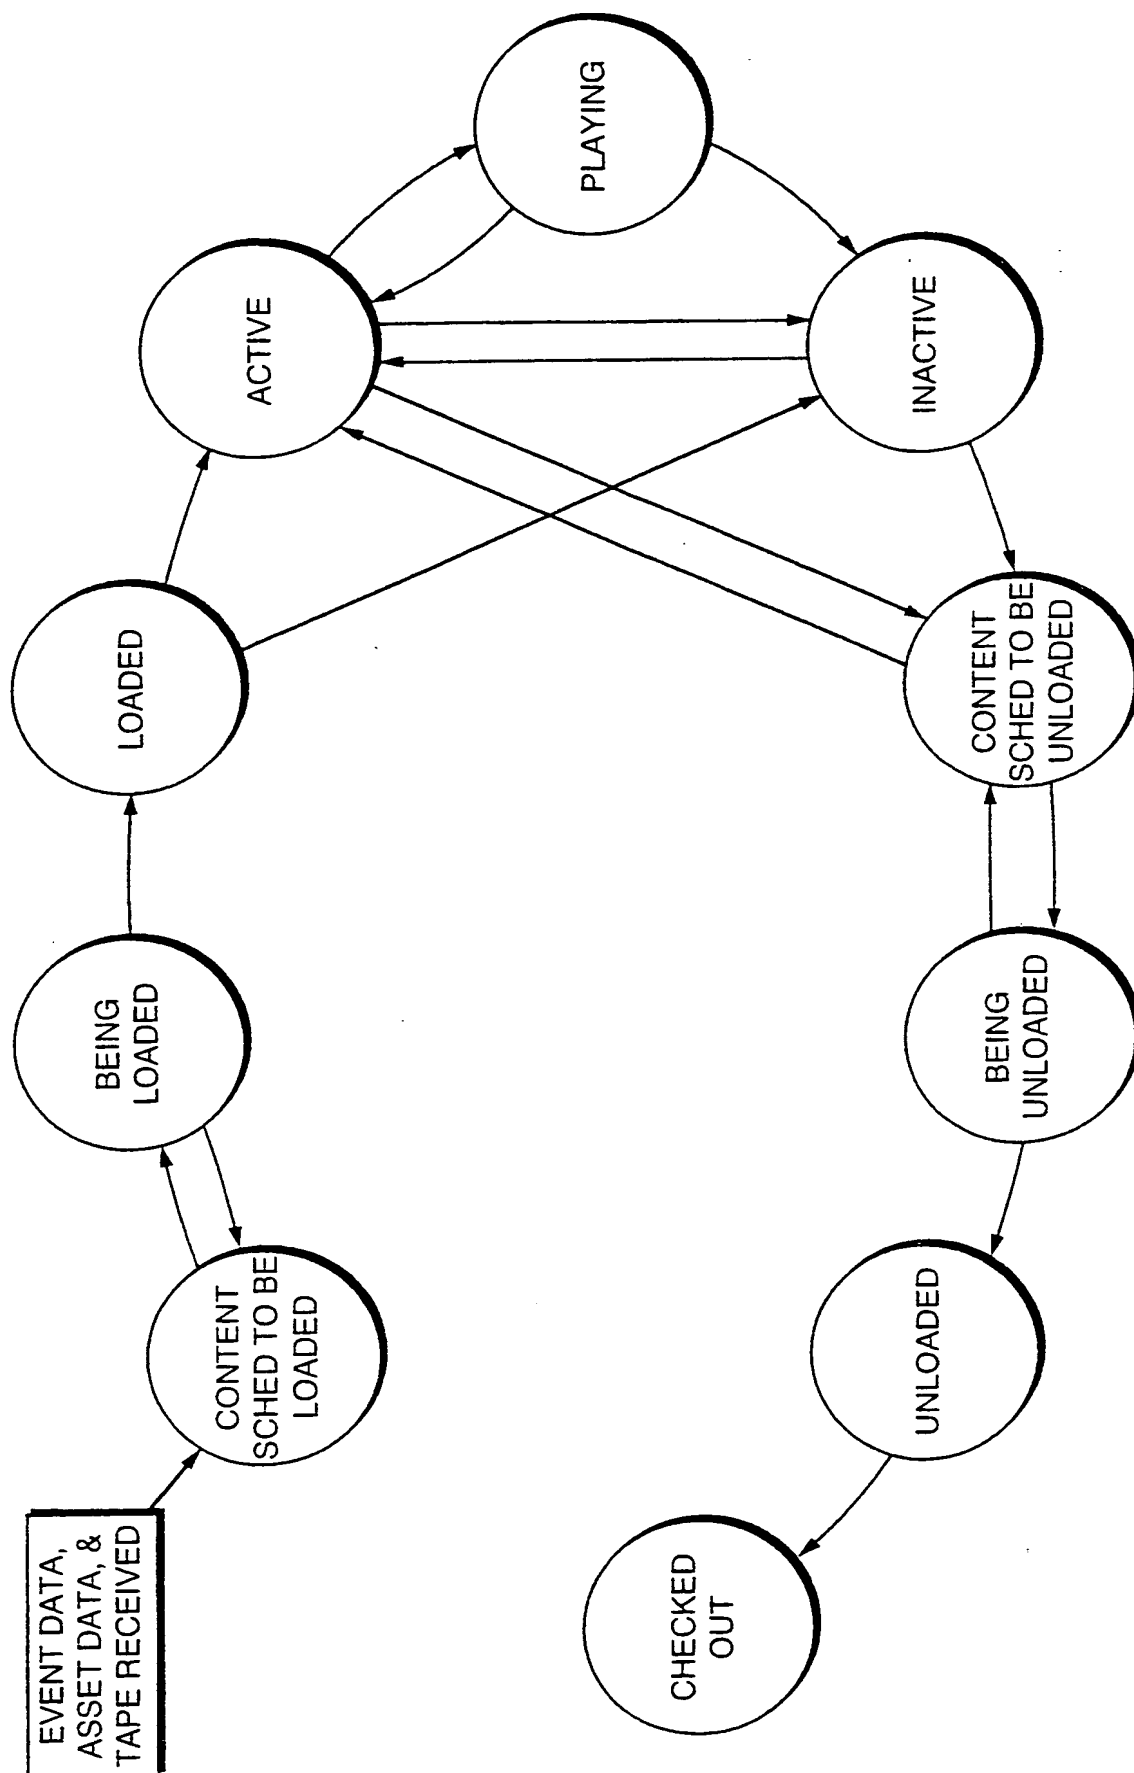 EVENT DATA,
ASSET DATA, &
TAPE RECEIVED
CONTENT
SCHED TO BE
LOADED
BEING
LOADED
LOADED
ACTIVE
PLAYING
INACTIVE
CONTENT
SCHED TO BE
UNLOADED
BEING
UNLOADED
UNLOADED
CHECKED
OUT